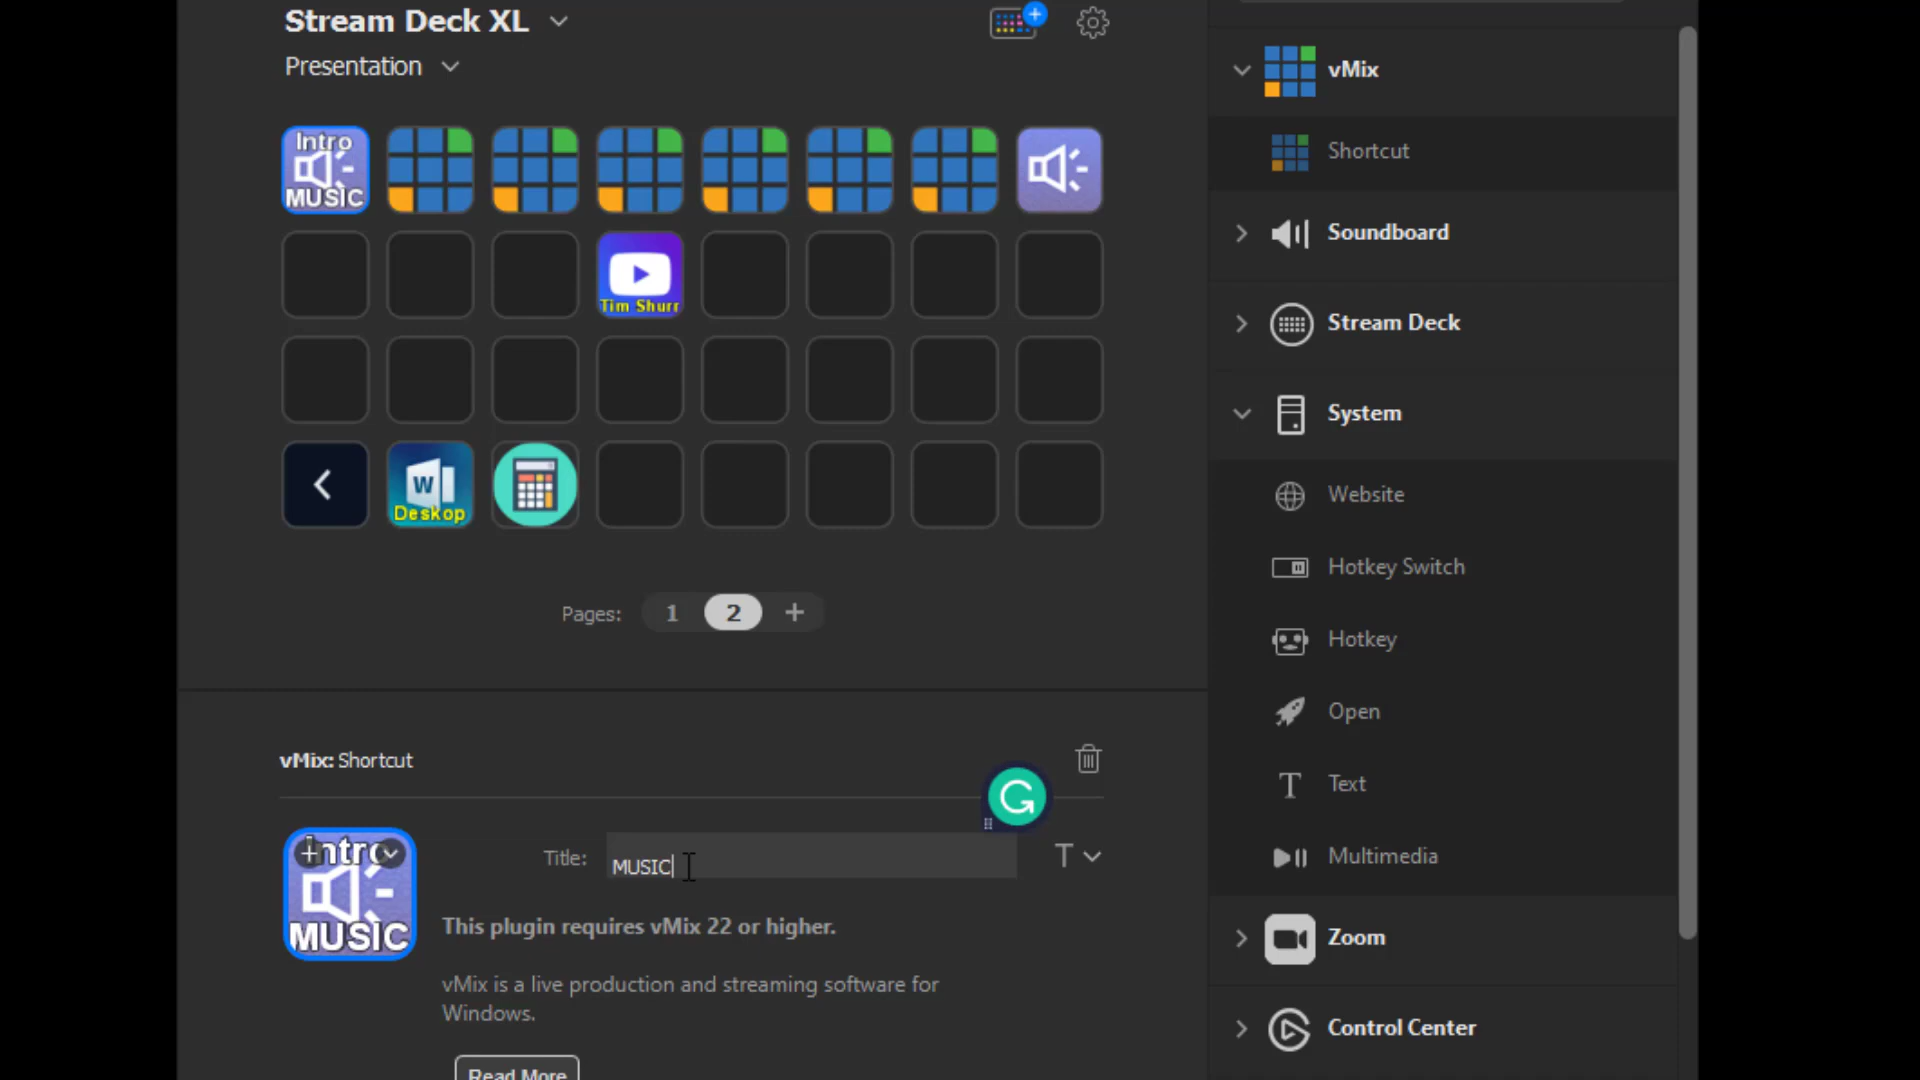 Stream Deck XL
Presentation
Intro
MUSIC
Tim Shurr
W
Deskop
Pages: 1 2 +
vMix: Shortcut
Intro
MUSIC
Title: MUSIC
T
This plugin requires vMix 22 or higher.
vMix is a live production and streaming software for
Windows.
Read More
vMix
Shortcut
Soundboard
Stream Deck
System
Website
Hotkey Switch
Hotkey
Open
Text
Multimedia
Zoom
Control Center